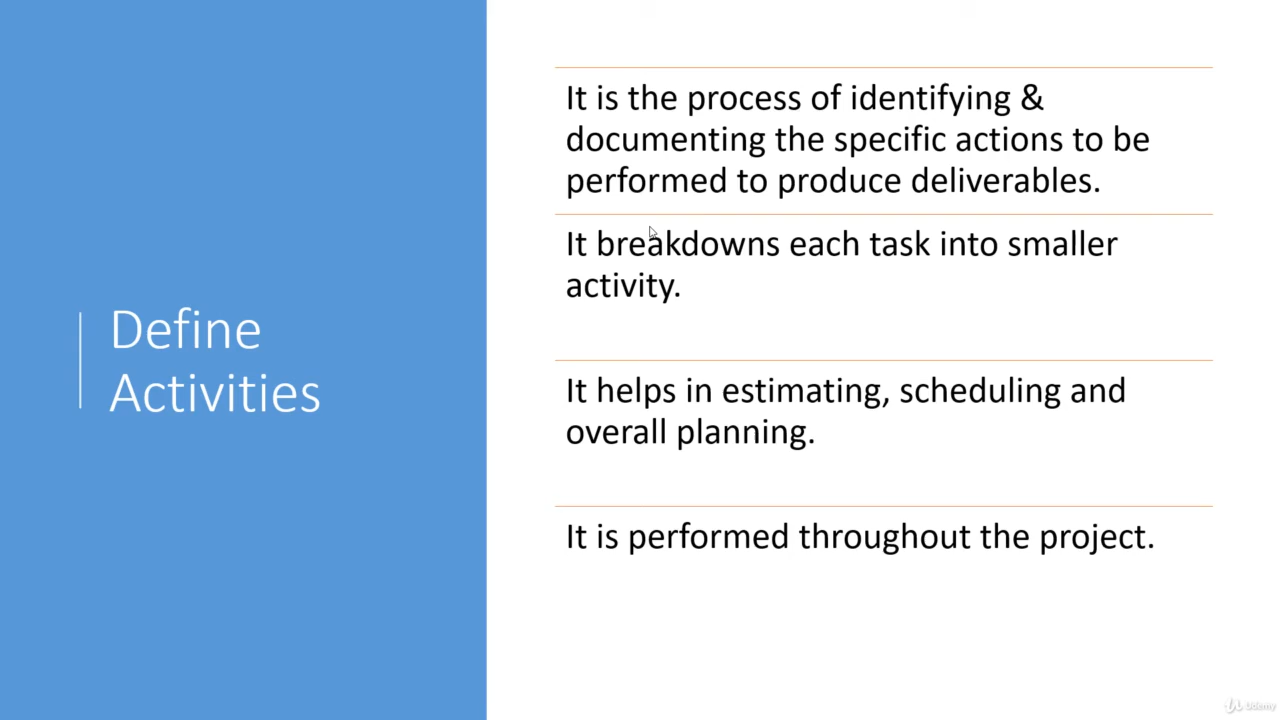 Define
Activities
It is the process of identifying &
documenting the specific actions to be
performed to produce deliverables.
It breakdowns each task into smaller
activity.
It helps in estimating, scheduling and
overall planning.
It is performed throughout the project.
Udemy